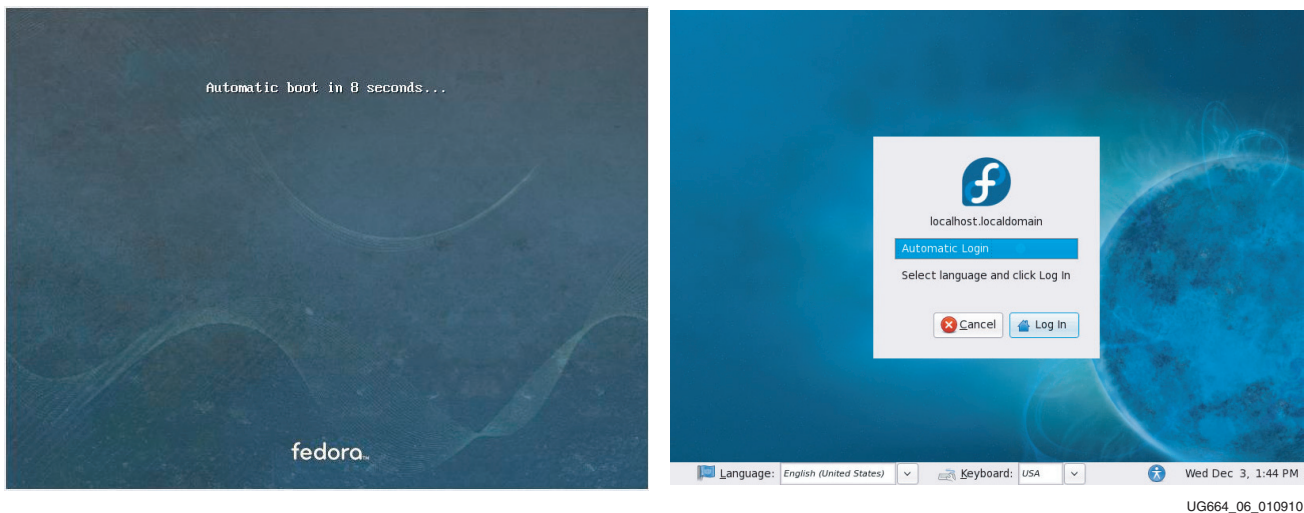 Automatic boot in 8 seconds...
fedora™
localhost.localdomain
Automatic Login
Select language and click Log In
Cancel
Log In
Language: English (United States) Keyboard: USA Wed Dec 3, 1:44 PM
UG664_06_010910